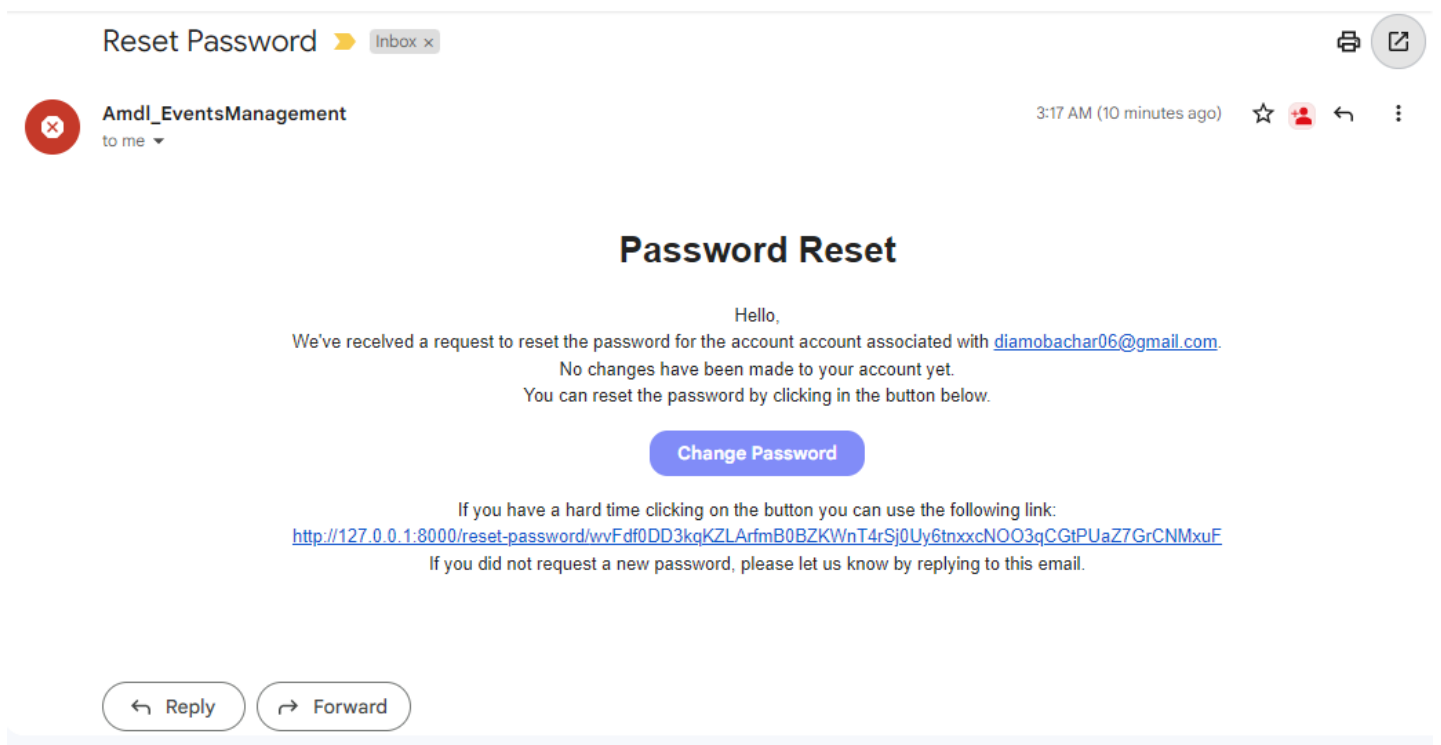 Reset Password
Inbox ×
Amdl_EventsManagement
3:17 AM (10 minutes ago)
to me
Password Reset
Hello,
We've recelved a request to reset the password for the account account associated with diamobachar06@gmail.com.
No changes have been made to your account yet.
You can reset the password by clicking in the button below.
Change Password
If you have a hard time clicking on the button you can use the following link:
http://127.0.0.1:8000/reset-password/wvFdf0DD3kqKZLArfmB0BZKWnT4rSj0Uy6tnxxcNOO3qCGtPUaZ7GrCNMxuF
If you did not request a new password, please let us know by replying to this email.
Reply
Forward